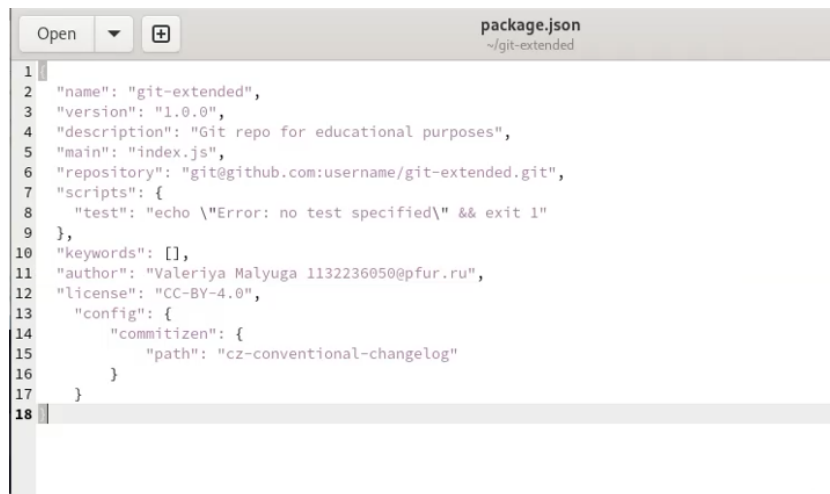 Open
package.json
~/git-extended
1 {
2 "name": "git-extended",
3 "version": "1.0.0",
4 "description": "Git repo for educational purposes",
5 "main": "index.js",
6 "repository": "git@github.com:username/git-extended.git",
7 "scripts": {
8 "test": "echo \"Error: no test specified\" && exit 1"
9 },
10 "keywords": [],
11 "author": "Valeriya Malyuga 1132236050@pfur.ru",
12 "license": "CC-BY-4.0",
13 "config": {
14 "commitizen": {
15 "path": "cz-conventional-changelog"
16 }
17 }
18 }